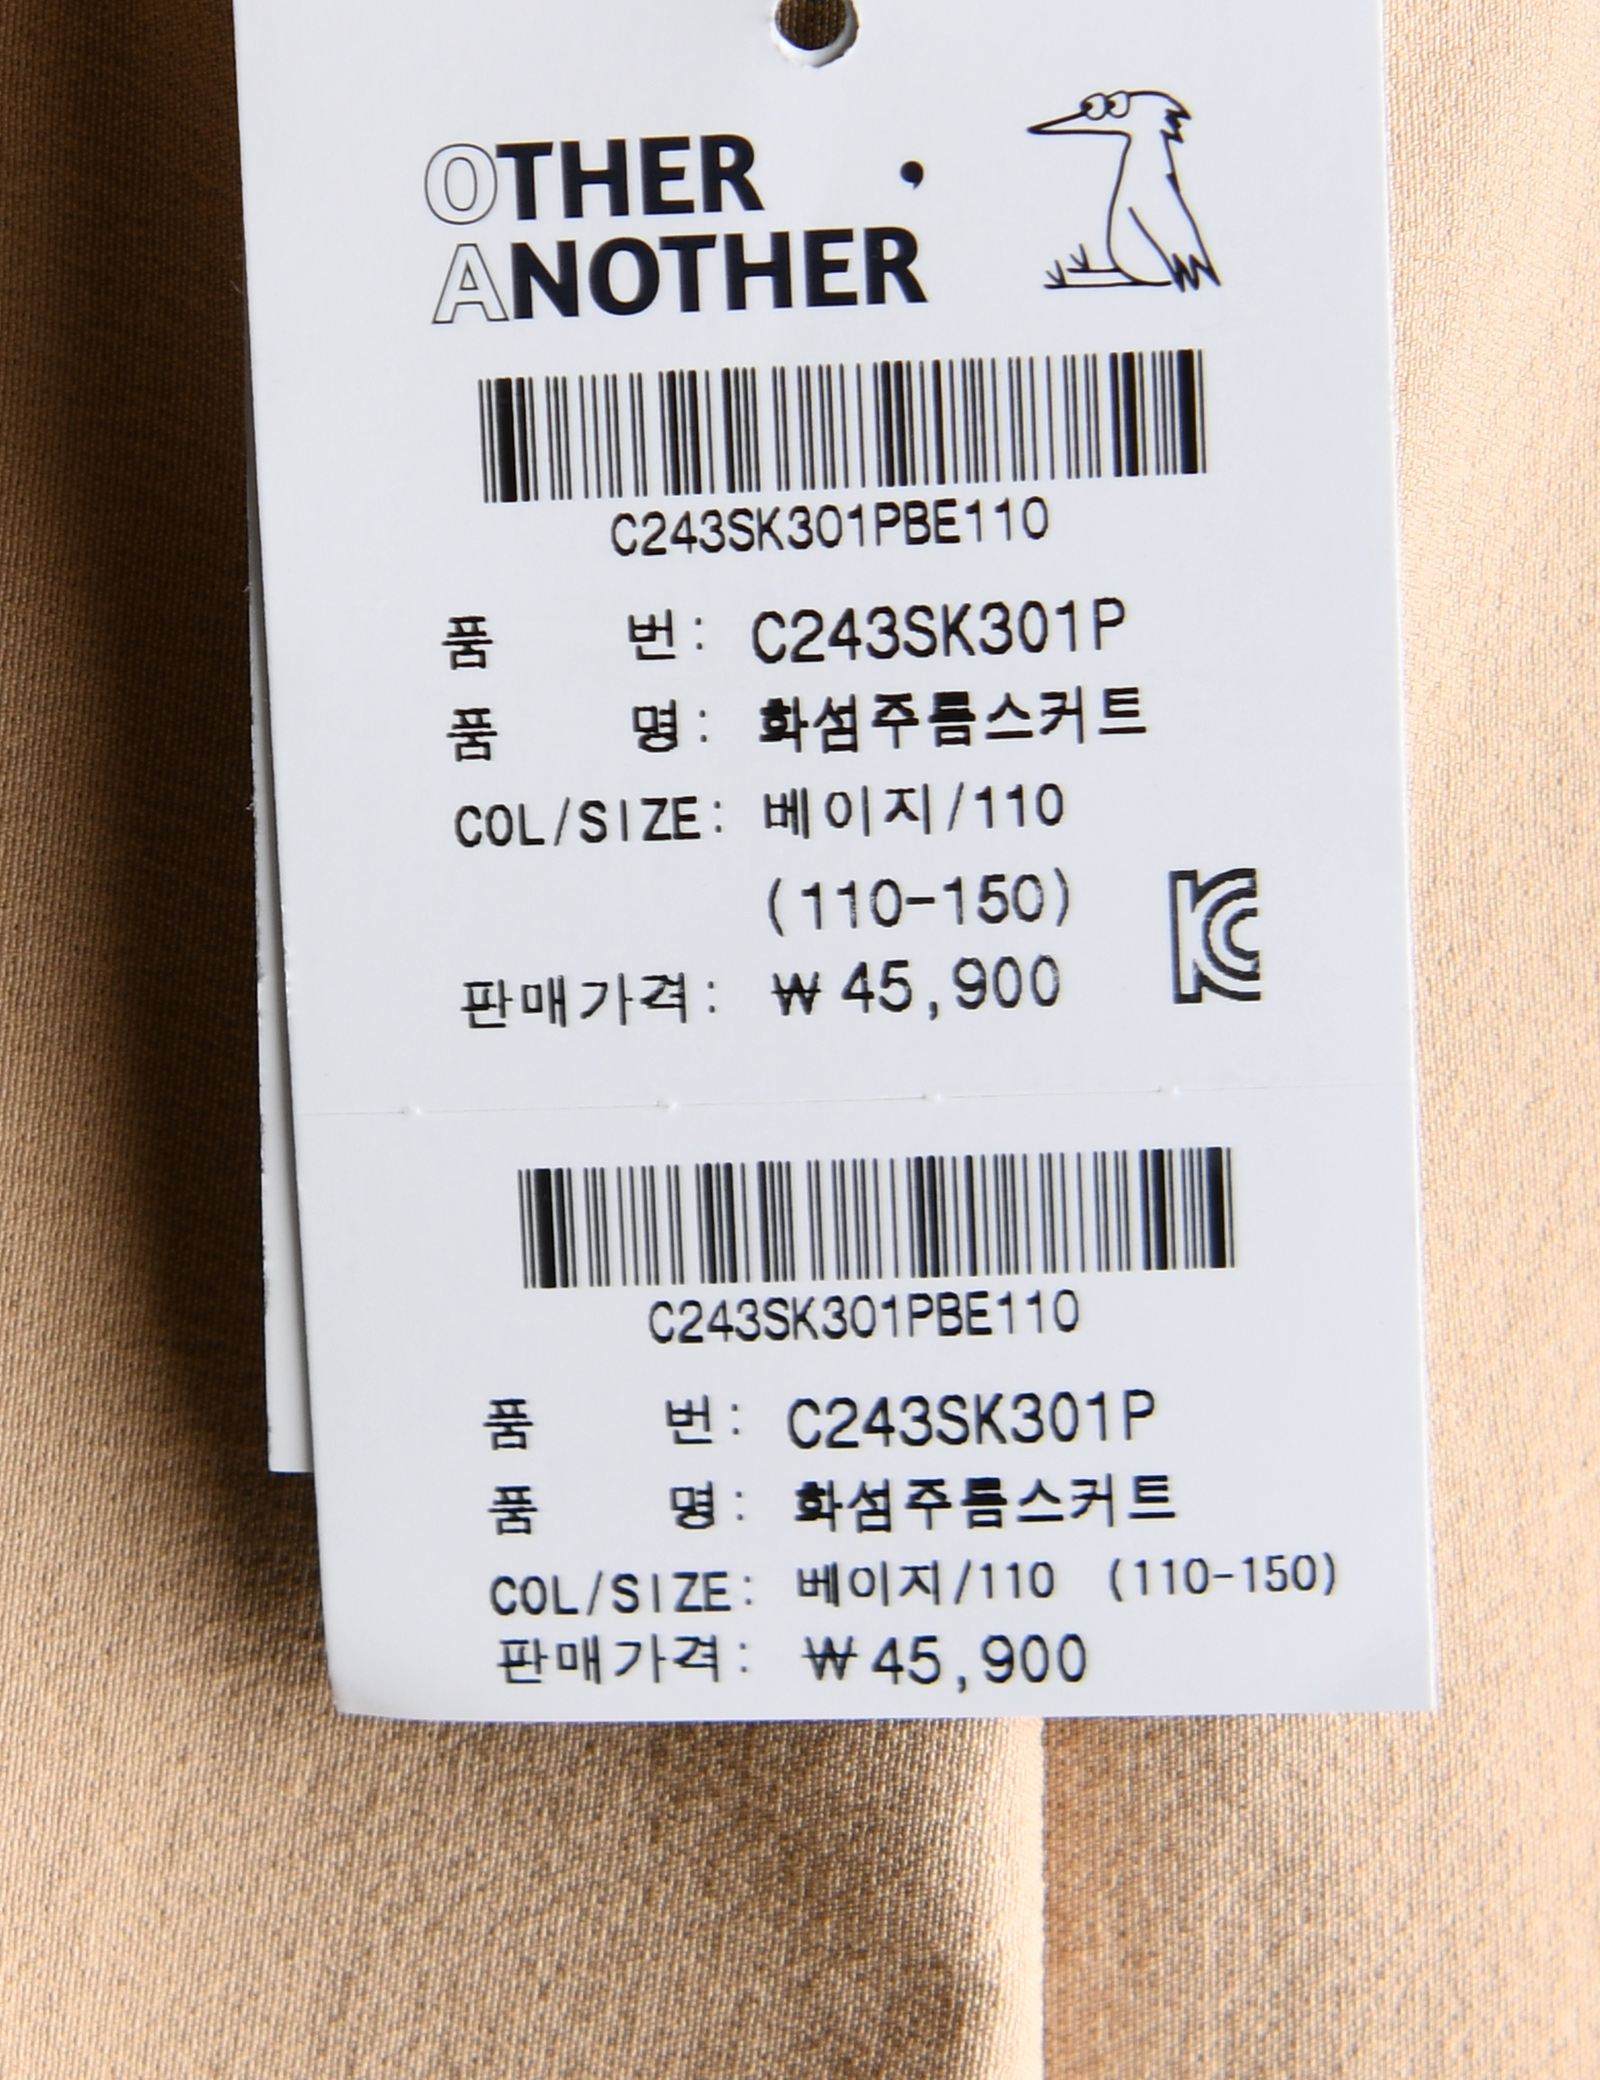 OTHER ,
ANOTHER
C243SK301PBE110
품 번: C243SK301P
품 명: 화섬주름스커트
COL/SIZE: 베이지/110
(110-150)
판매가격: ₩45,900
KC
C243SK301PBE110
품 번: C243SK301P
품 명: 화섬주름스커트
COL/SIZE: 베이지/110 (110-150)
판매가격: ₩45,900